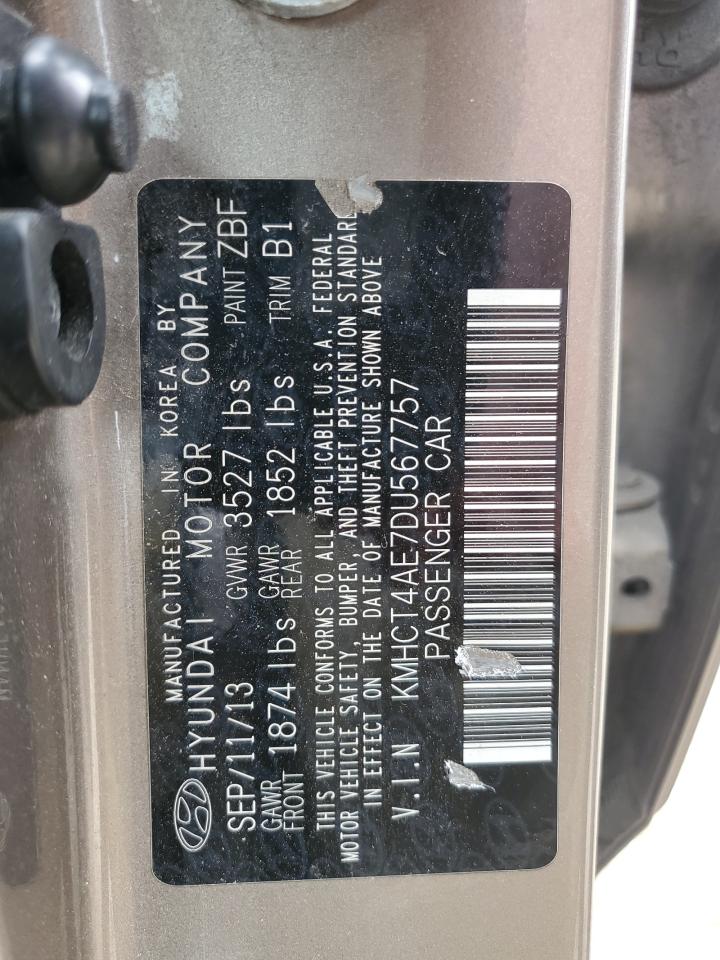 MANUFACTURED IN KOREA BY
HYUNDAI MOTOR COMPANY
SEP/11/13 GVWR 3527 lbs PAINT ZBF
GAWR FRONT 1874 lbs GAWR REAR 1852 lbs TRIM B1
THIS VEHICLE CONFORMS TO ALL APPLICABLE U.S.A. FEDERAL
MOTOR VEHICLE SAFETY, BUMPER, AND THEFT PREVENTION STANDARD
IN EFFECT ON THE DATE OF MANUFACTURE SHOWN ABOVE
V.I.N KMHCT4AE7DU567757
PASSENGER CAR